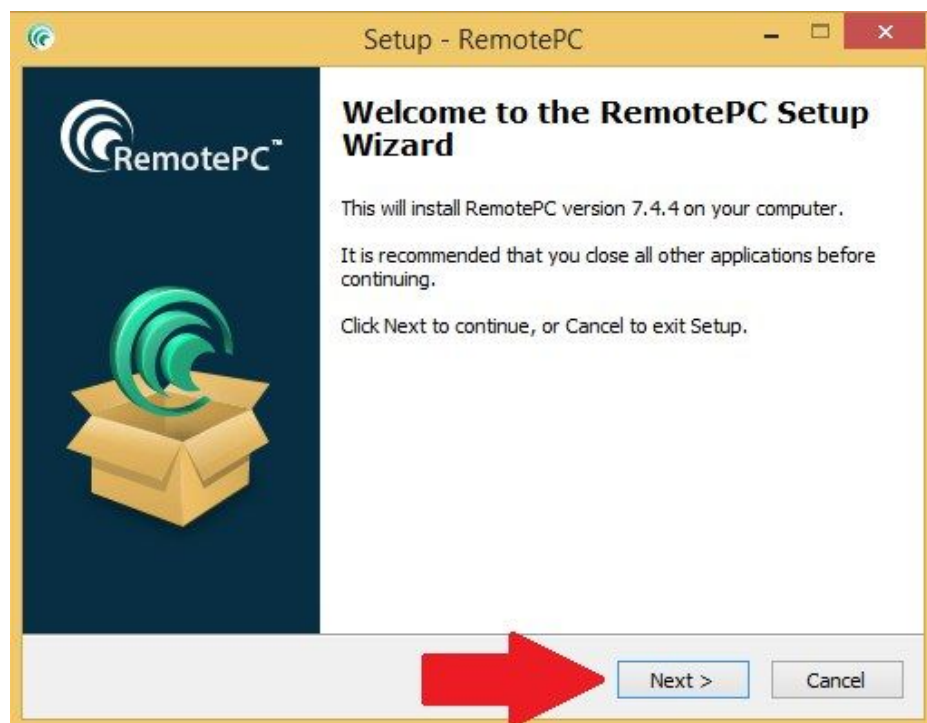 Setup - RemotePC
RemotePC™
Welcome to the RemotePC Setup
Wizard
This will install RemotePC version 7.4.4 on your computer.
It is recommended that you close all other applications before
continuing.
Click Next to continue, or Cancel to exit Setup.
Next >
Cancel